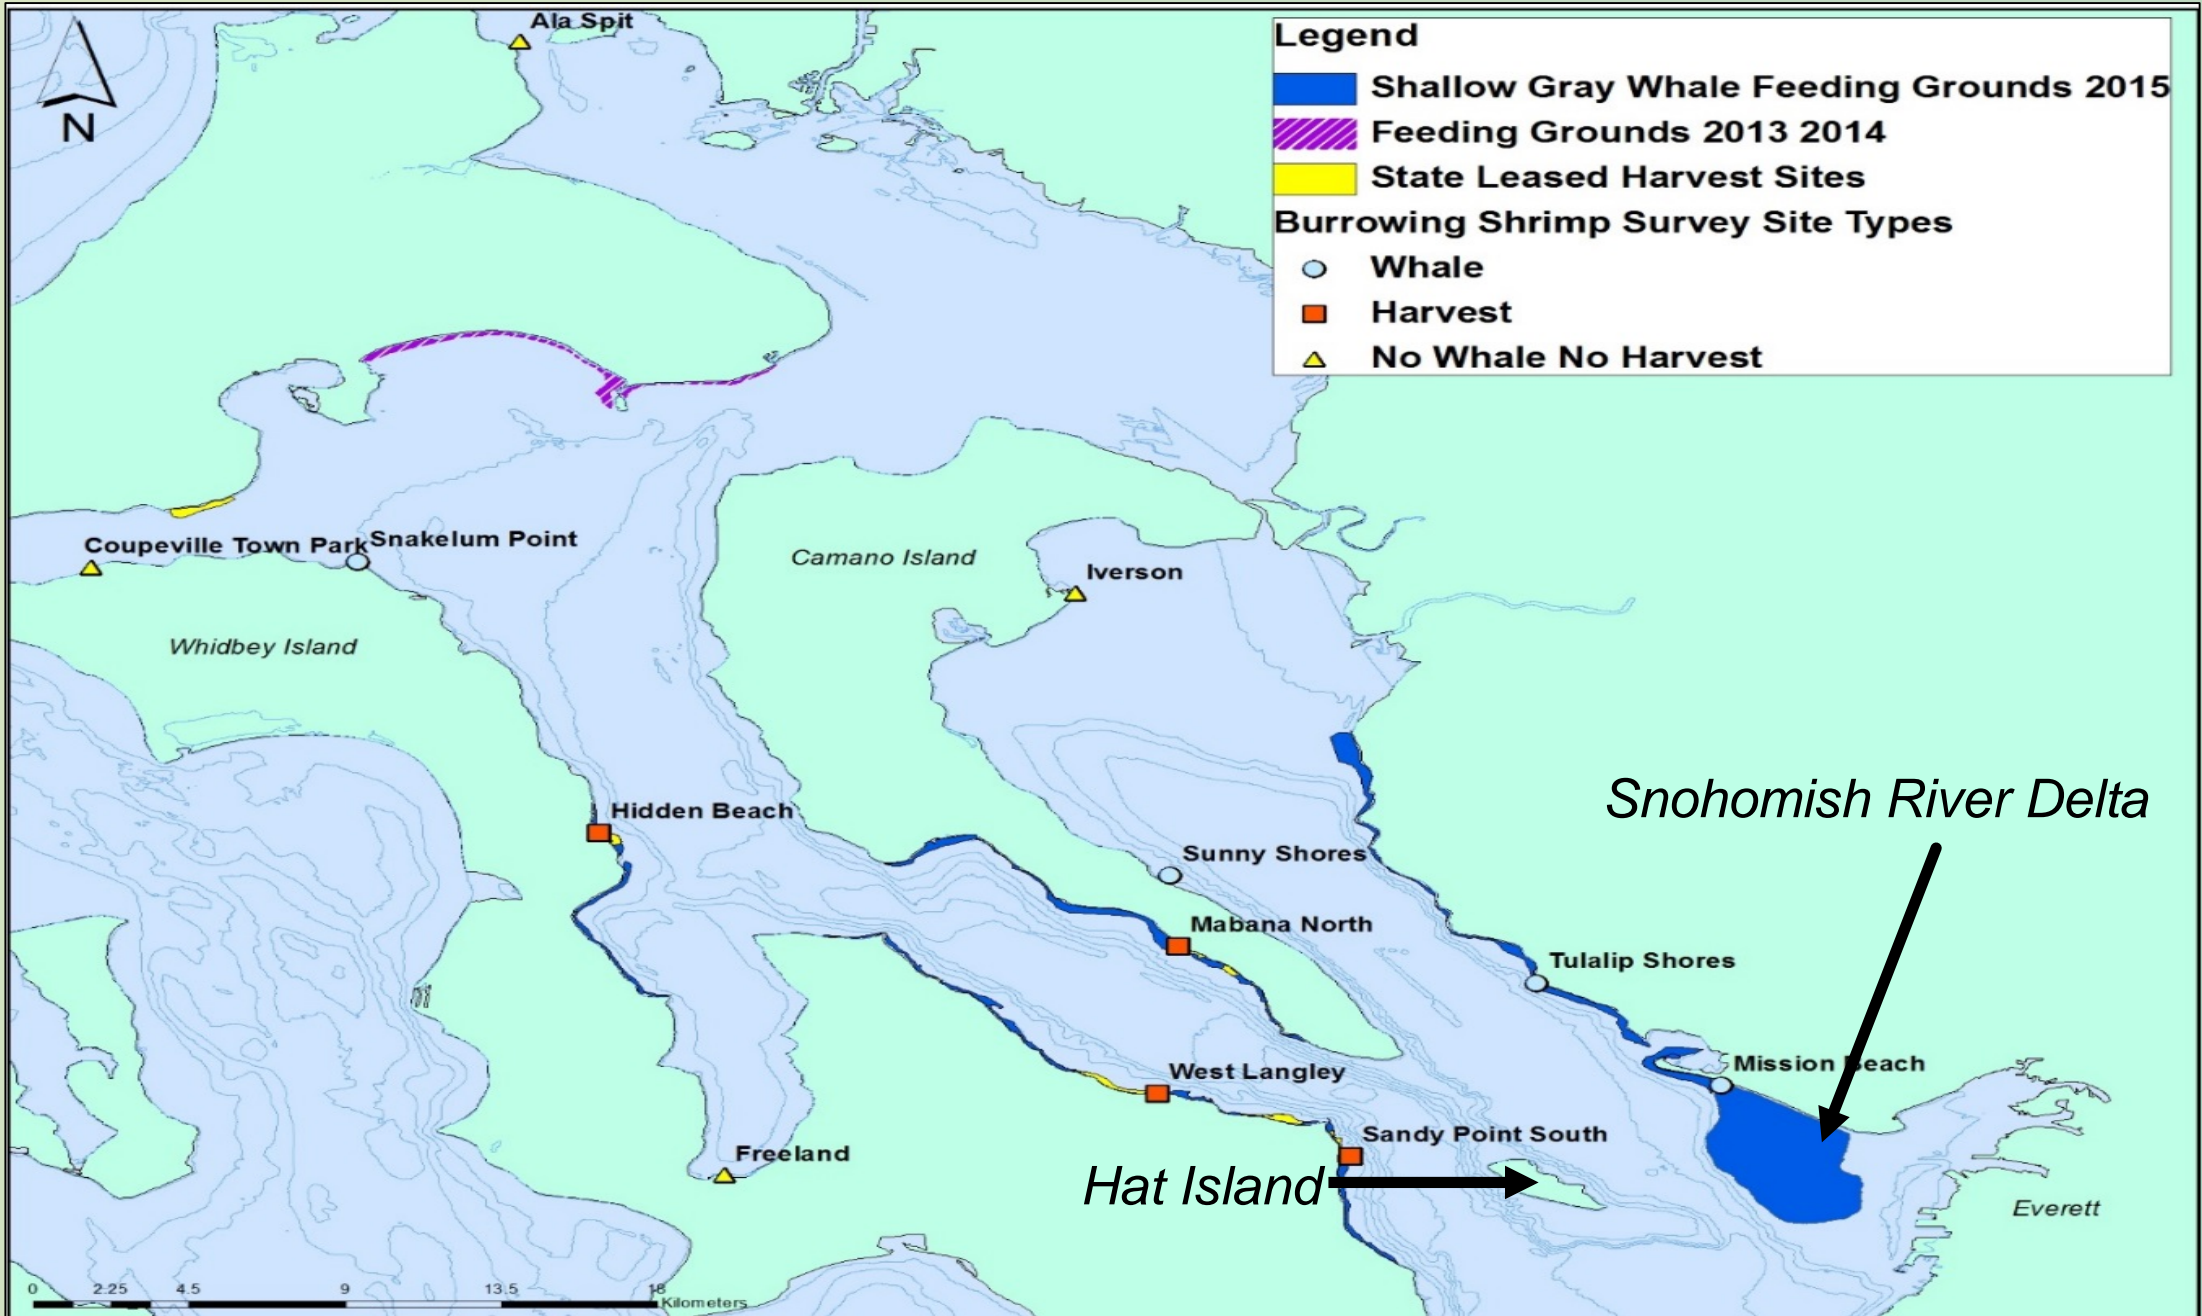 Ala Spit
N
Legend
Shallow Gray Whale Feeding Grounds 2015
Feeding Grounds 2013 2014
State Leased Harvest Sites
Burrowing Shrimp Survey Site Types
Whale
Harvest
No Whale No Harvest
Coupeville Town Park
Snakelum Point
Camano Island
Iverson
Whidbey Island
Hidden Beach
Snohomish River Delta
Sunny Shores
Mabana North
Tulalip Shores
Mission Beach
West Langley
Sandy Point South
Freeland
Hat Island
Everett
0 2.25 4.5 9 13.5 18
Kilometers